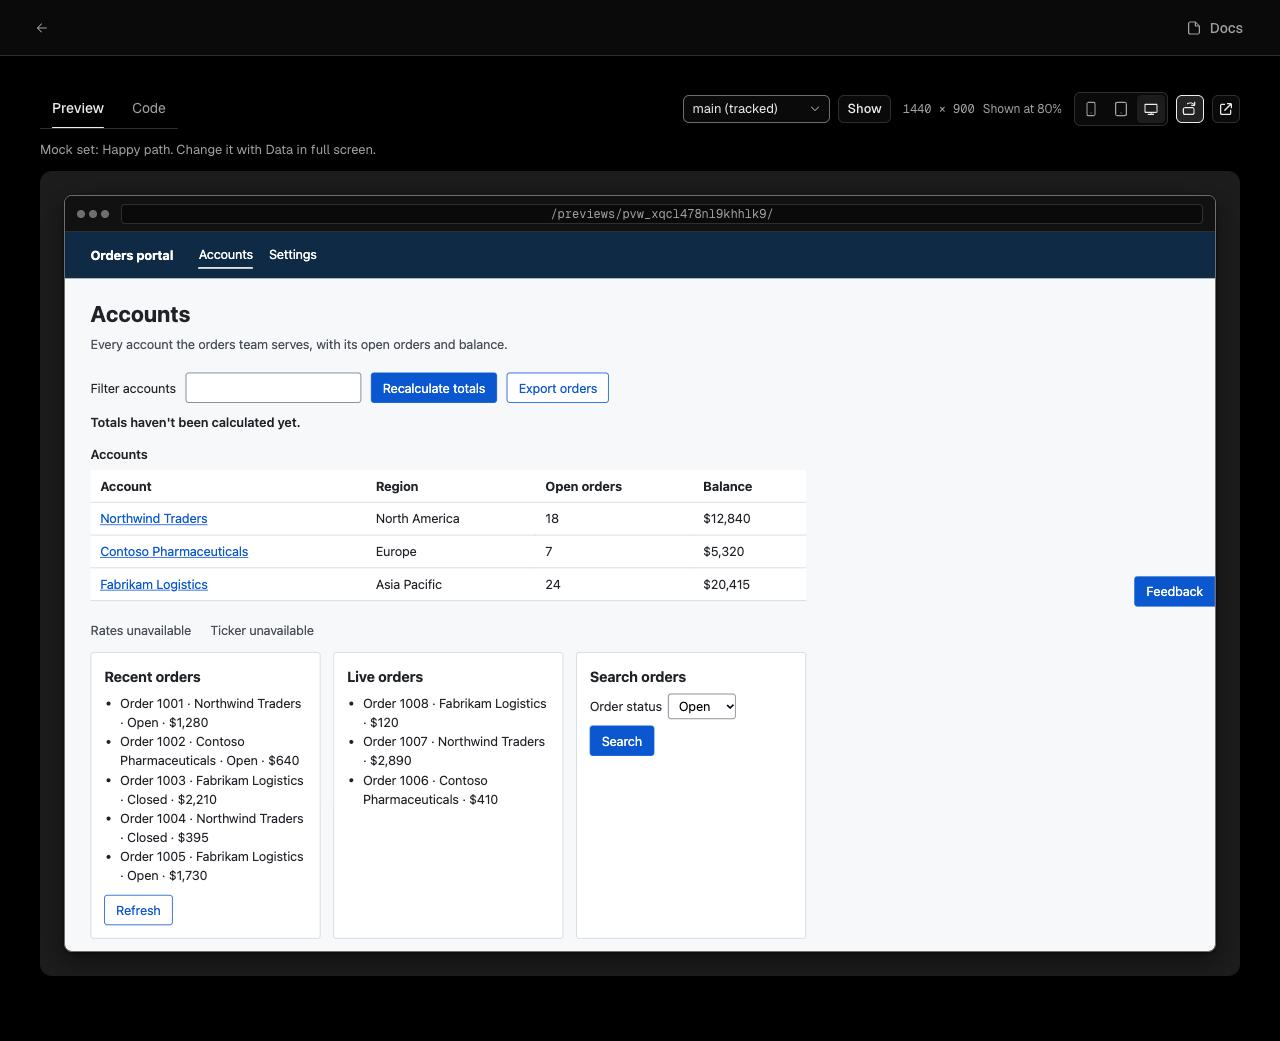 Docs
Preview Code
main (tracked) Show 1440 × 900 Shown at 80%
Mock set: Happy path. Change it with Data in full screen.
/previews/pvw_xqcl478nl9khhlk9/
Orders portal Accounts Settings
Accounts
Every account the orders team serves, with its open orders and balance.
Filter accounts Recalculate totals Export orders
Totals haven't been calculated yet.
Accounts
Account Region Open orders Balance
Northwind Traders North America 18 $12,840
Contoso Pharmaceuticals Europe 7 $5,320
Fabrikam Logistics Asia Pacific 24 $20,415
Feedback
Rates unavailable Ticker unavailable
Recent orders
• Order 1001 · Northwind Traders
· Open · $1,280
• Order 1002 · Contoso
Pharmaceuticals · Open · $640
• Order 1003 · Fabrikam Logistics
· Closed · $2,210
• Order 1004 · Northwind Traders
· Closed · $395
• Order 1005 · Fabrikam Logistics
· Open · $1,730
Refresh
Live orders
• Order 1008 · Fabrikam Logistics
· $120
• Order 1007 · Northwind Traders
· $2,890
• Order 1006 · Contoso
Pharmaceuticals · $410
Search orders
Order status Open
Search